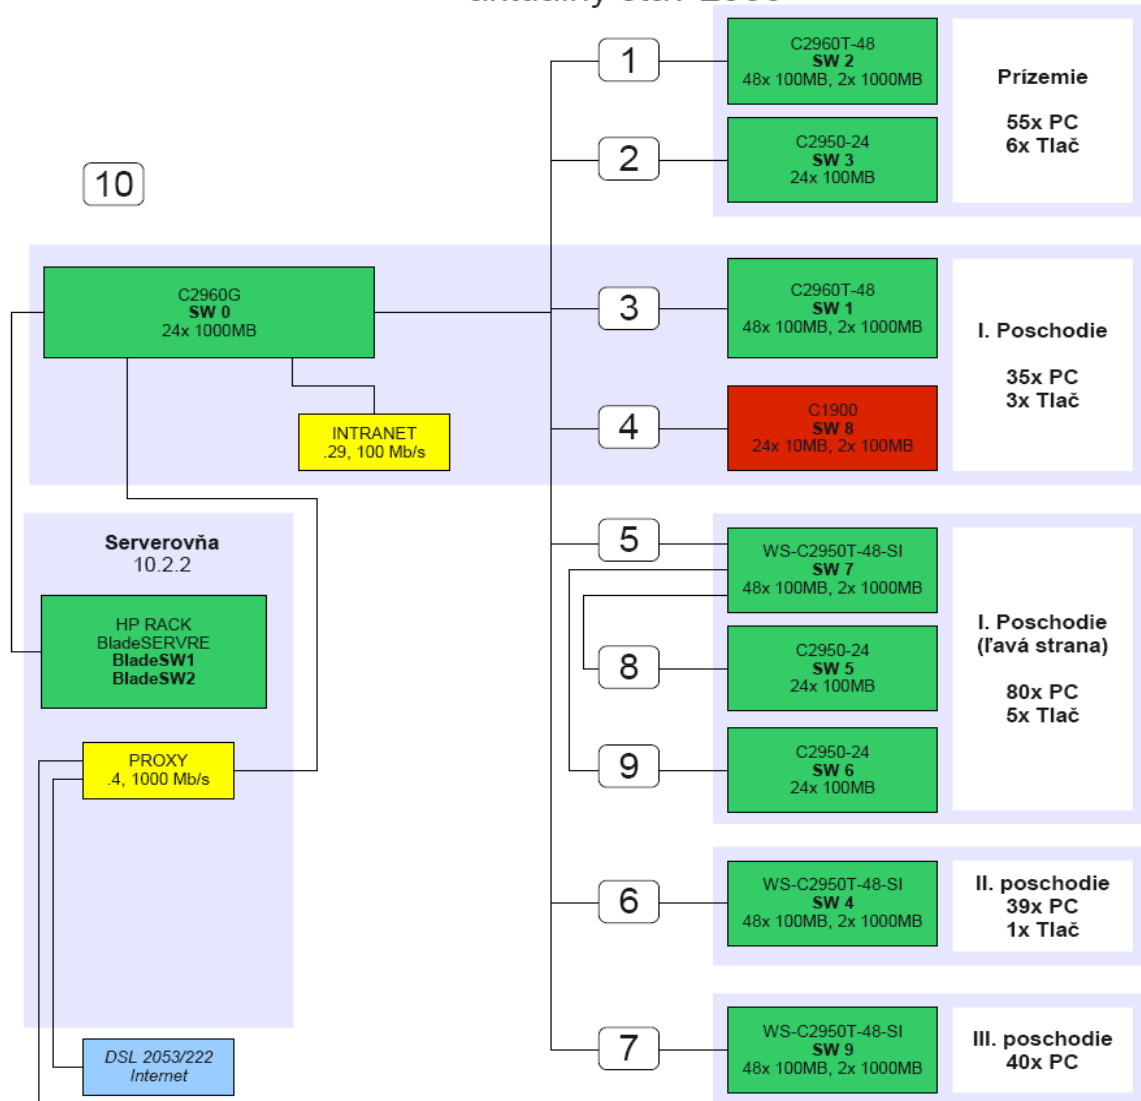 1
C2960T-48
SW 2
48x 100MB, 2x 1000MB
2
C2950-24
SW 3
24x 100MB
Prízemie
55x PC
6x Tlač
10
C2960G
SW 0
24x 1000MB
INTRANET
.29, 100 Mb/s
3
C2960T-48
SW 1
48x 100MB, 2x 1000MB
4
C1900
SW 8
24x 10MB, 2x 100MB
I. Poschodie
35x PC
3x Tlač
Serverovňa
10.2.2
HP RACK
BladeSERVRE
BladeSW1
BladeSW2
PROXY
.4, 1000 Mb/s
DSL 2053/222
Internet
5
WS-C2950T-48-SI
SW 7
48x 100MB, 2x 1000MB
8
C2950-24
SW 5
24x 100MB
9
C2950-24
SW 6
24x 100MB
I. Poschodie
(ľavá strana)
80x PC
5x Tlač
6
WS-C2950T-48-SI
SW 4
48x 100MB, 2x 1000MB
II. poschodie
39x PC
1x Tlač
7
WS-C2950T-48-SI
SW 9
48x 100MB, 2x 1000MB
III. poschodie
40x PC